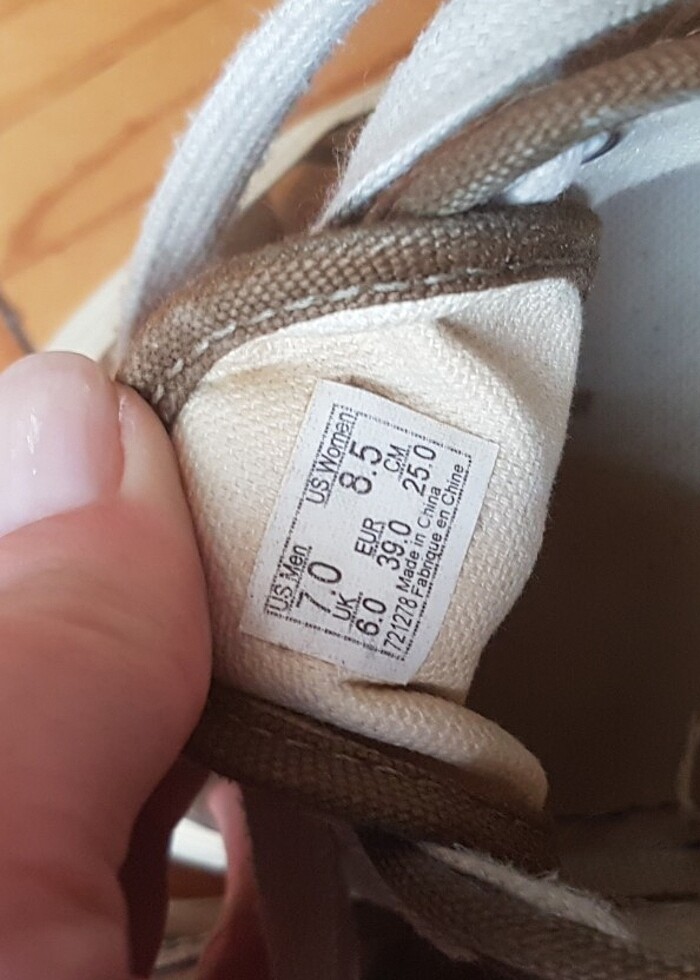 US Men US Women
7.0 8.5
UK EUR CM
6.0 39.0 25.0
721278 Made in China
Fabrique en Chine